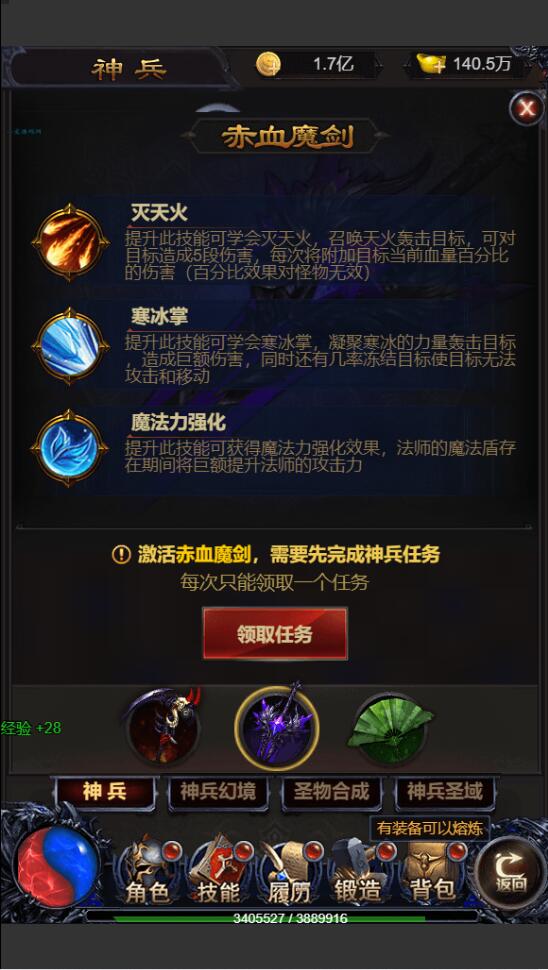 神兵
1.7亿
140.5万
赤血魔剑
灭天火
提升此技能可学会灭天火，召唤天火轰击目标，可对
目标造成5段伤害，每次将附加目标当前血量百分比
的伤害（百分比效果对怪物无效）
寒冰掌
提升此技能可学会寒冰掌，凝聚寒冰的力量轰击目标
，造成巨额伤害，同时还有几率冻结目标使目标无法
攻击和移动
魔法力强化
提升此技能可获得魔法力强化效果，法师的魔法盾存
在期间将巨额提升法师的攻击力
激活赤血魔剑，需要先完成神兵任务
每次只能领取一个任务
领取任务
经验 +28
神兵
神兵幻境
圣物合成
神兵圣域
有装备可以熔炼
角色
技能
履历
锻造
背包
返回
3405527 / 3889916